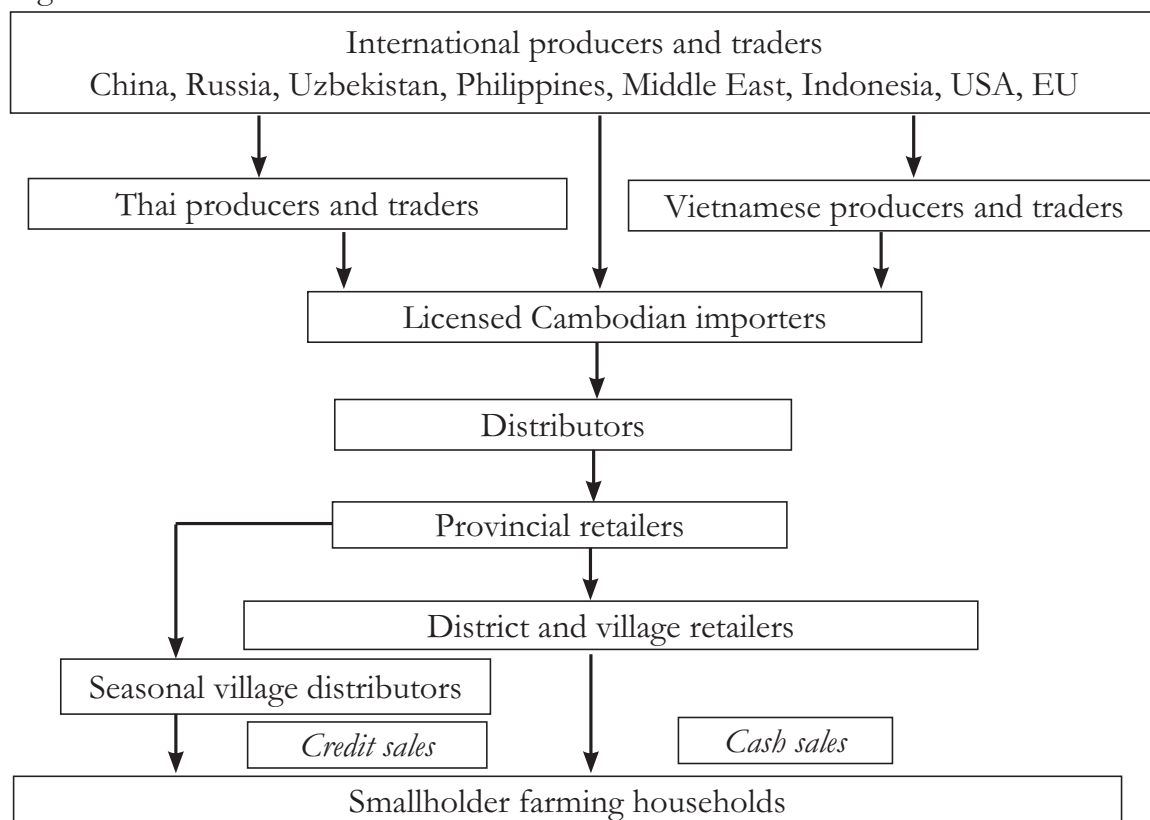 International producers and traders
China, Russia, Uzbekistan, Philippines, Middle East, Indonesia, USA, EU
Thai producers and traders
Vietnamese producers and traders
Licensed Cambodian importers
Distributors
Provincial retailers
District and village retailers
Seasonal village distributors
Credit sales
Cash sales
Smallholder farming households